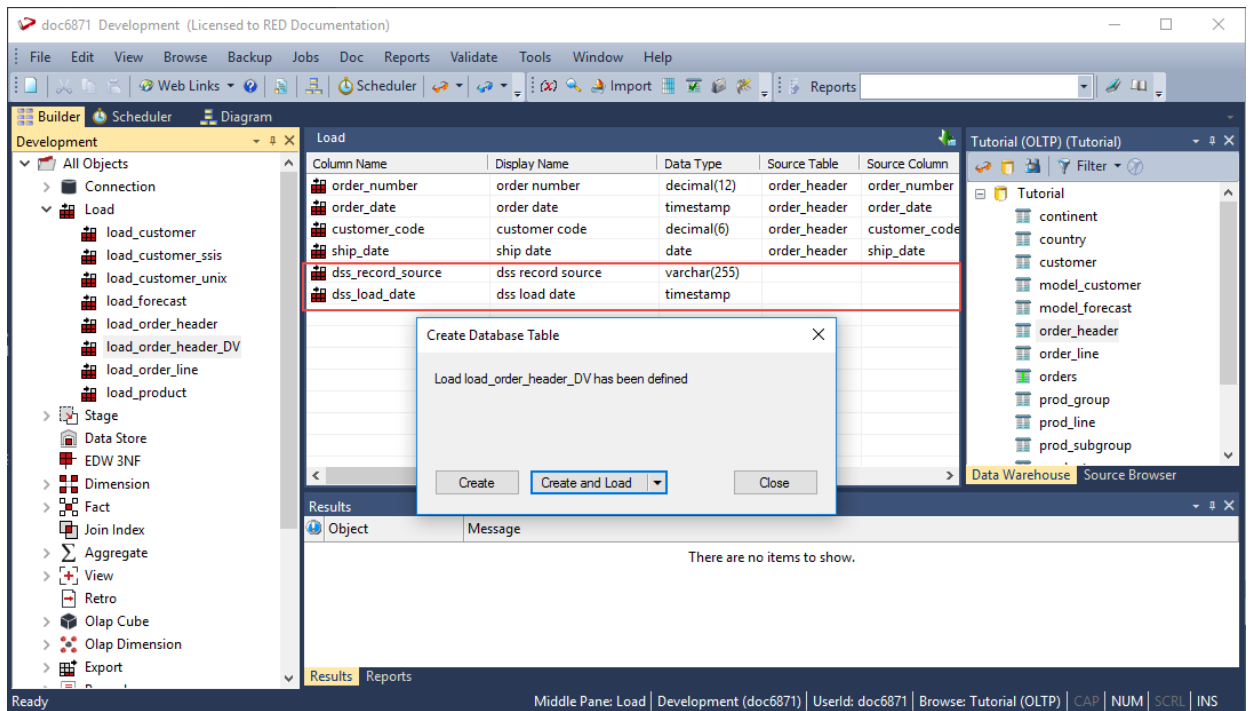 doc6871 Development (Licensed to RED Documentation)
File Edit View Browse Backup Jobs Doc Reports Validate Tools Window Help
Web Links Scheduler (x) Import Reports
Builder Scheduler Diagram
Development
All Objects
Connection
Load
load_customer
load_customer_ssis
load_customer_unix
load_forecast
load_order_header
load_order_header_DV
load_order_line
load_product
Stage
Data Store
EDW 3NF
Dimension
Fact
Join Index
Aggregate
View
Retro
Olap Cube
Olap Dimension
Export
Load
Column Name Display Name Data Type Source Table Source Column
order_number order number decimal(12) order_header order_number
order_date order date timestamp order_header order_date
customer_code customer code decimal(6) order_header customer_code
ship_date ship date date order_header ship_date
dss_record_source dss record source varchar(255)
dss_load_date dss load date timestamp
Create Database Table
Load load_order_header_DV has been defined
Create Create and Load Close
Tutorial (OLTP) (Tutorial)
Filter
Tutorial
continent
country
customer
model_customer
model_forecast
order_header
order_line
orders
prod_group
prod_line
prod_subgroup
Data Warehouse Source Browser
Results
Object Message
There are no items to show.
Results Reports
Ready Middle Pane: Load Development (doc6871) UserId: doc6871 Browse: Tutorial (OLTP) CAP NUM SCRL INS